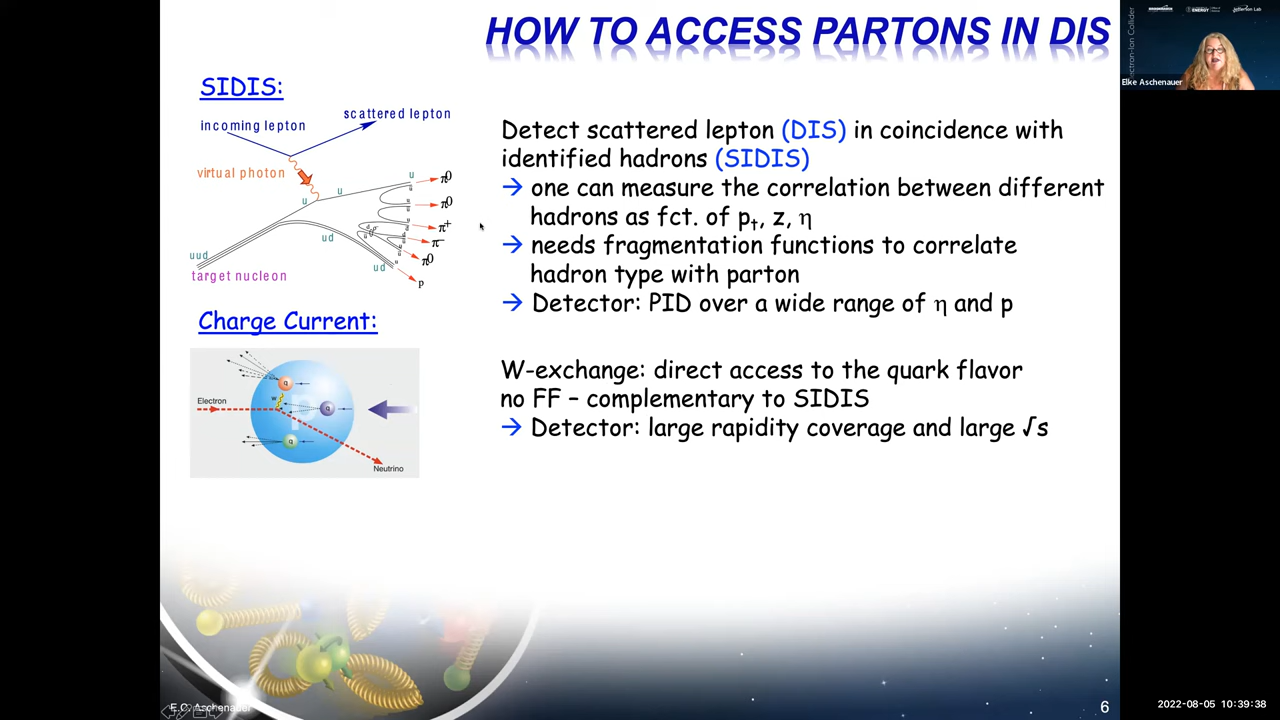 HOW TO ACCESS PARTONS IN DIS
SIDIS:
incoming lepton
scattered lepton
virtual photon
u
u
u
ud
uud
target nucleon
ud
π0
π0
π+
π-
π0
p
Detect scattered lepton (DIS) in coincidence with
identified hadrons (SIDIS)
→ one can measure the correlation between different
hadrons as fct. of pt, z, η
→ needs fragmentation functions to correlate
hadron type with parton
→ Detector: PID over a wide range of η and p
Charge Current:
Electron
W
q
q
q
Neutrino
W-exchange: direct access to the quark flavor
no FF – complementary to SIDIS
→ Detector: large rapidity coverage and large √s
E.C. Aschenauer
6
Elke Aschenauer
ENERGY
Jefferson Lab
2022-08-05 10:39:38